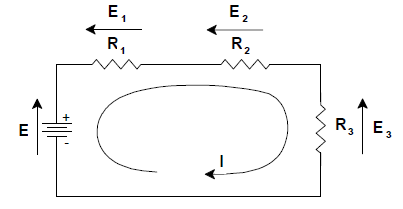 E₁ E₂
R₁ R₂
E + - R₃ E₃
I